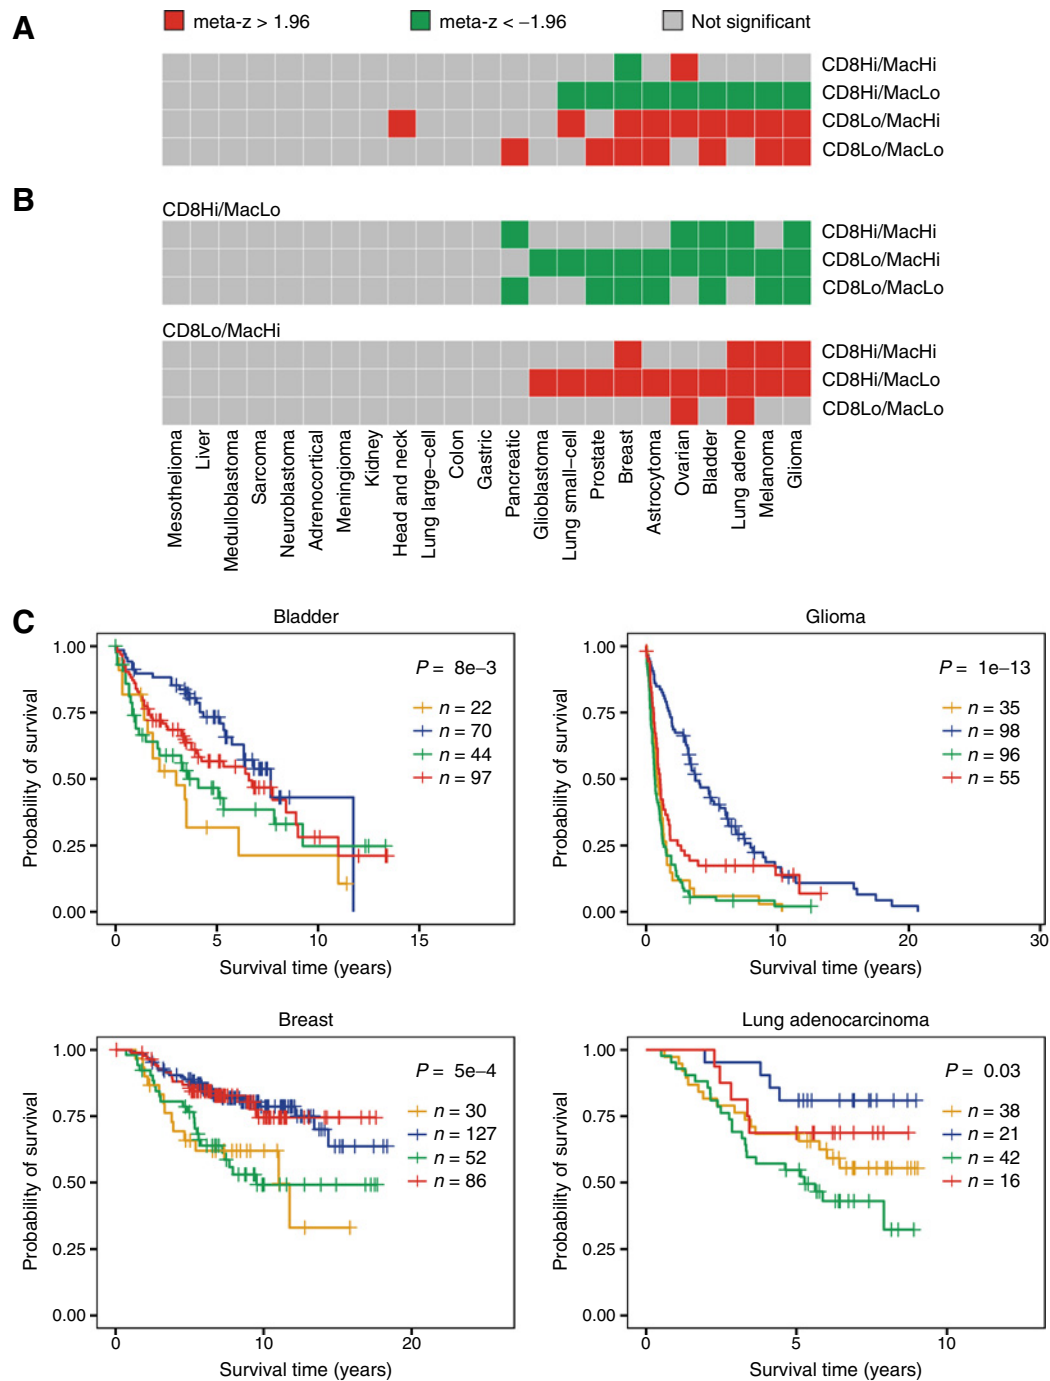 A
meta-z > 1.96
meta-z < −1.96
Not significant
CD8Hi/MacHi
CD8Hi/MacLo
CD8Lo/MacHi
CD8Lo/MacLo
B
CD8Hi/MacLo
CD8Hi/MacHi
CD8Lo/MacHi
CD8Lo/MacLo
CD8Lo/MacHi
CD8Hi/MacHi
CD8Hi/MacLo
CD8Lo/MacLo
Mesothelioma
Liver
Medulloblastoma
Sarcoma
Neuroblastoma
Adrenocortical
Meningioma
Kidney
Head and neck
Lung large−cell
Colon
Gastric
Pancreatic
Glioblastoma
Lung small−cell
Prostate
Breast
Astrocytoma
Ovarian
Bladder
Lung adeno
Melanoma
Glioma
C
Bladder
Probability of survival
1.00
0.75
0.50
0.25
0.00
P = 8e−3
n = 22
n = 70
n = 44
n = 97
0 5 10 15
Survival time (years)
Glioma
Probability of survival
1.00
0.75
0.50
0.25
0.00
P = 1e−13
n = 35
n = 98
n = 96
n = 55
0 10 20 30
Survival time (years)
Breast
Probability of survival
1.00
0.75
0.50
0.25
0.00
P = 5e−4
n = 30
n = 127
n = 52
n = 86
0 10 20
Survival time (years)
Lung adenocarcinoma
Probability of survival
1.00
0.75
0.50
0.25
0.00
P = 0.03
n = 38
n = 21
n = 42
n = 16
0 5 10
Survival time (years)